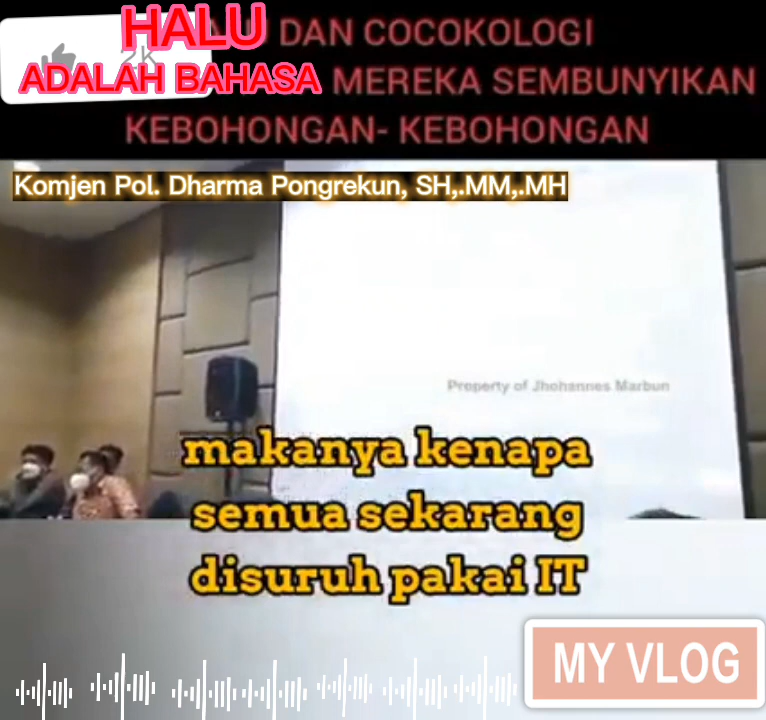 HALU DAN COCOKOLOGI
ADALAH BAHASA MEREKA SEMBUNYIKAN
KEBOHONGAN- KEBOHONGAN
Komjen Pol. Dharma Pongrekun, SH,.MM,.MH
Property of Jhohannes Marbun
makanya kenapa
semua sekarang
disuruh pakai IT
MY VLOG